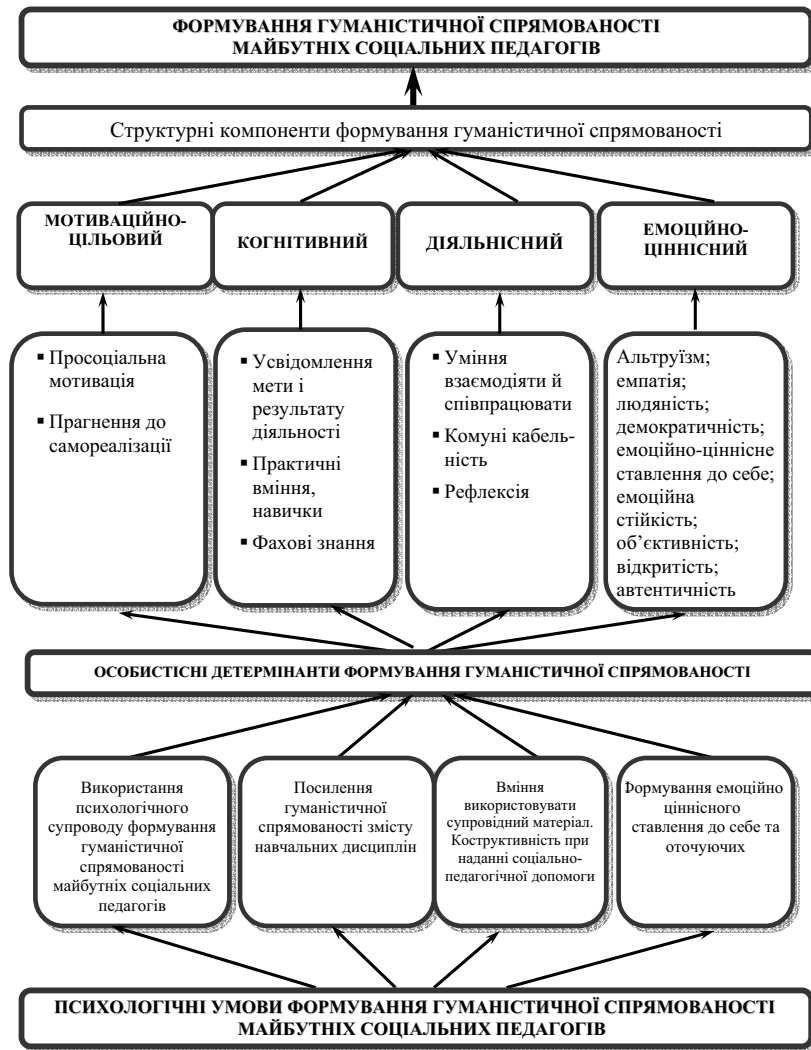 ФОРМУВАННЯ ГУМАНІСТИЧНОЇ СПРЯМОВАНОСТІ
МАЙБУТНІХ СОЦІАЛЬНИХ ПЕДАГОГІВ
Структурні компоненти формування гуманістичної спрямованості
МОТИВАЦІЙНО-
ЦІЛЬОВИЙ
КОГНІТИВНИЙ
ДІЯЛЬНІСНИЙ
ЕМОЦІЙНО-
ЦІННІСНИЙ
▪ Просоціальна
мотивація
▪ Прагнення до
самореалізації
▪ Усвідомлення
мети і
результату
діяльності
▪ Практичні
вміння,
навички
▪ Фахові знання
▪ Уміння
взаємодіяти й
співпрацювати
▪ Комуні кабель-
ність
▪ Рефлексія
Альтруїзм;
емпатія;
людяність;
демократичність;
емоційно-ціннісне
ставлення до себе;
емоційна
стійкість;
об’єктивність;
відкритість;
автентичність
ОСОБИСТІСНІ ДЕТЕРМІНАНТИ ФОРМУВАННЯ ГУМАНІСТИЧНОЇ СПРЯМОВАНОСТІ
Використання
психологічного
супроводу формування
гуманістичної
спрямованості
майбутніх соціальних
педагогів
Посилення
гуманістичної
спрямованості змісту
навчальних дисциплін
Вміння
використовувати
супровідний матеріал.
Коструктивність при
наданні соціально-
педагогічної допомоги
Формування емоційно
ціннісного
ставлення до себе та
оточуючих
ПСИХОЛОГІЧНІ УМОВИ ФОРМУВАННЯ ГУМАНІСТИЧНОЇ СПРЯМОВАНОСТІ
МАЙБУТНІХ СОЦІАЛЬНИХ ПЕДАГОГІВ